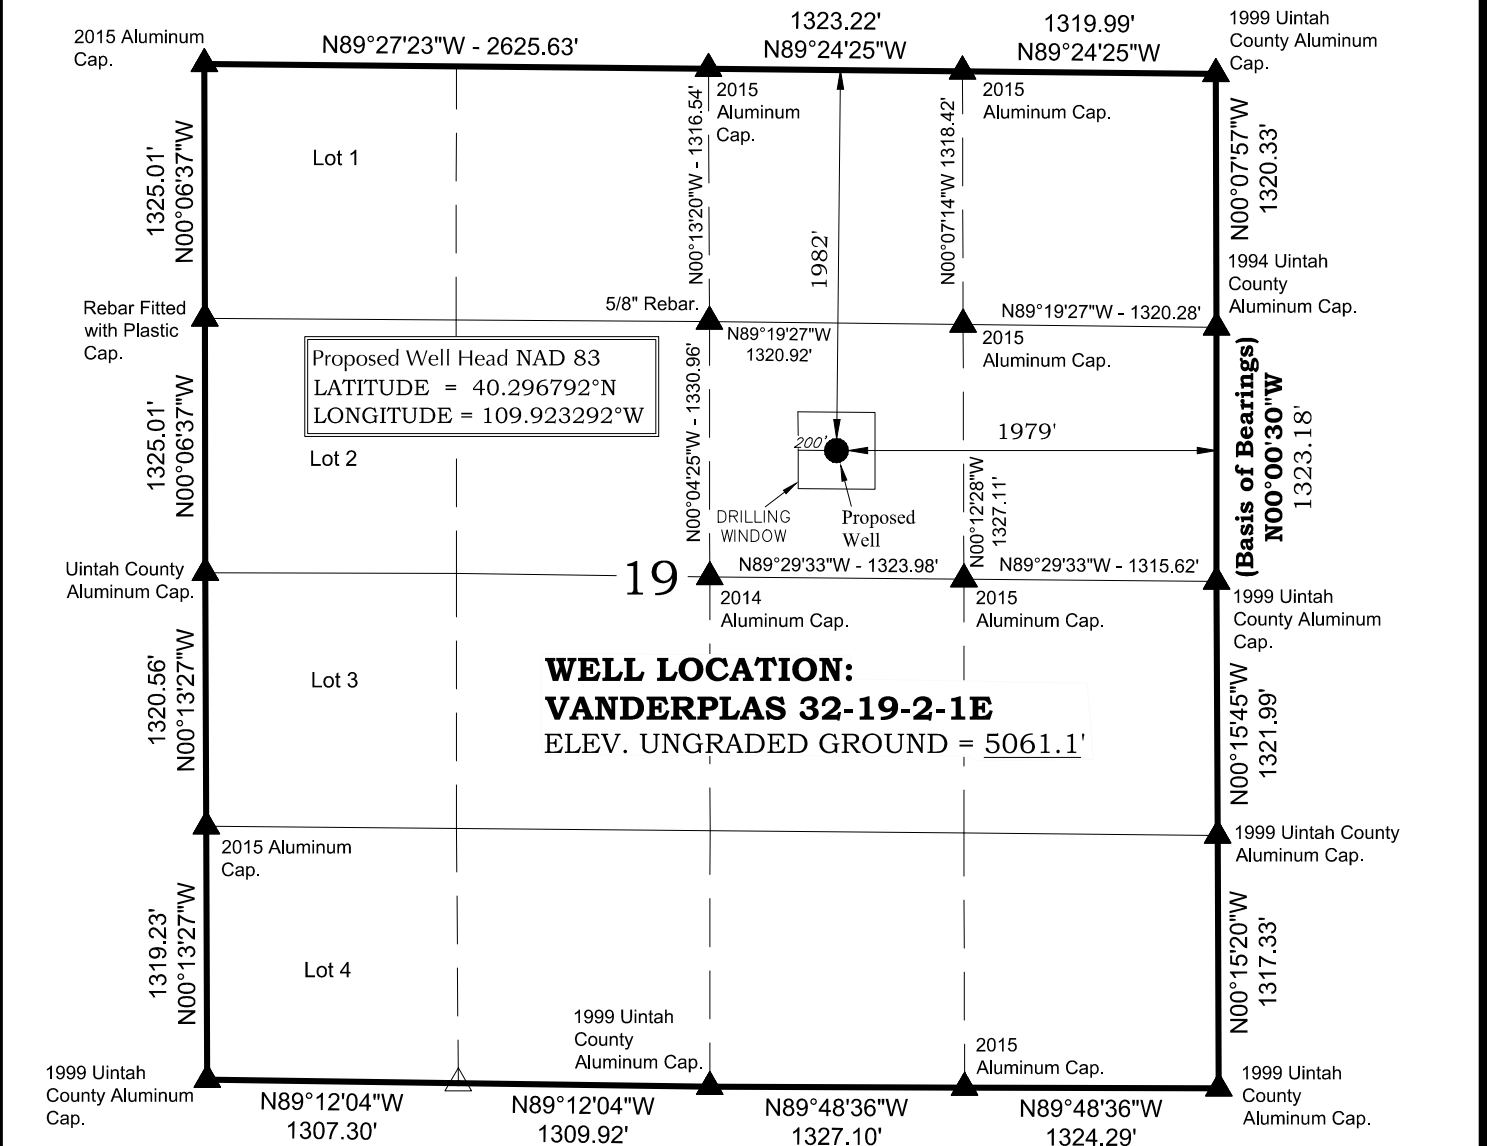 2015 Aluminum
Cap.
N89°27'23"W - 2625.63'
1323.22'
N89°24'25"W
1319.99'
N89°24'25"W
1999 Uintah
County Aluminum
Cap.
2015
Aluminum
Cap.
2015
Aluminum Cap.
1325.01'
N00°06'37"W
Lot 1
N00°13'20"W - 1316.54'
1982'
N00°07'14"W 1318.42'
N00°07'57"W
1320.33'
1994 Uintah
County
Aluminum Cap.
Rebar Fitted
with Plastic
Cap.
5/8" Rebar.
N89°19'27"W
1320.92'
N89°19'27"W - 1320.28'
2015
Aluminum Cap.
Proposed Well Head NAD 83
LATITUDE = 40.296792°N
LONGITUDE = 109.923292°W
1325.01'
N00°06'37"W
Lot 2
N00°04'25"W - 1330.96'
200'
1979'
DRILLING
WINDOW
Proposed
Well
N00°12'28"W
1327.11'
(Basis of Bearings)
N00°00'30"W
1323.18'
Uintah County
Aluminum Cap.
19
N89°29'33"W - 1323.98'
N89°29'33"W - 1315.62'
2014
Aluminum Cap.
2015
Aluminum Cap.
1999 Uintah
County Aluminum
Cap.
1320.56'
N00°13'27"W
Lot 3
WELL LOCATION:
VANDERPLAS 32-19-2-1E
ELEV. UNGRADED GROUND = 5061.1'
N00°15'45"W
1321.99'
2015 Aluminum
Cap.
1999 Uintah County
Aluminum Cap.
1319.23'
N00°13'27"W
Lot 4
N00°15'20"W
1317.33'
1999 Uintah
County
Aluminum Cap.
2015
Aluminum Cap.
1999 Uintah
County Aluminum
Cap.
1999 Uintah
County
Aluminum Cap.
N89°12'04"W
1307.30'
N89°12'04"W
1309.92'
N89°48'36"W
1327.10'
N89°48'36"W
1324.29'